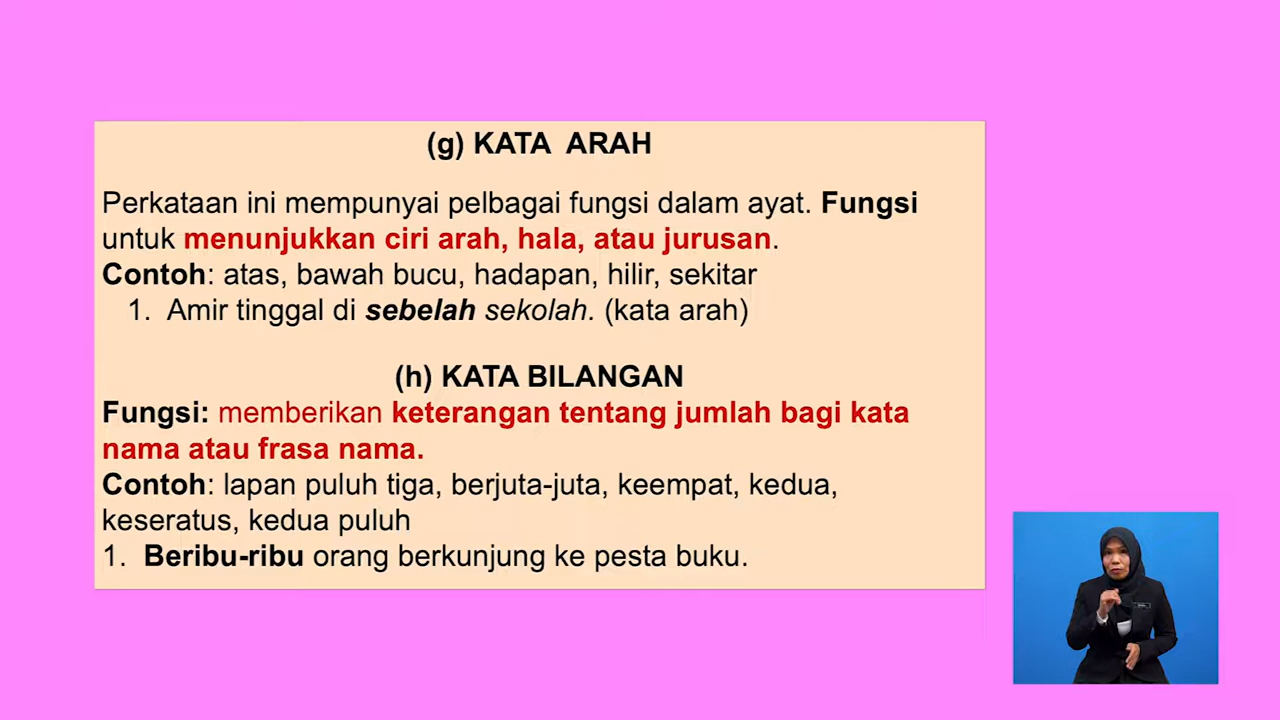 (g) KATA ARAH
Perkataan ini mempunyai pelbagai fungsi dalam ayat. Fungsi
untuk menunjukkan ciri arah, hala, atau jurusan.
Contoh: atas, bawah bucu, hadapan, hilir, sekitar
1. Amir tinggal di sebelah sekolah. (kata arah)
(h) KATA BILANGAN
Fungsi: memberikan keterangan tentang jumlah bagi kata
nama atau frasa nama.
Contoh: lapan puluh tiga, berjuta-juta, keempat, kedua,
keseratus, kedua puluh
1. Beribu-ribu orang berkunjung ke pesta buku.